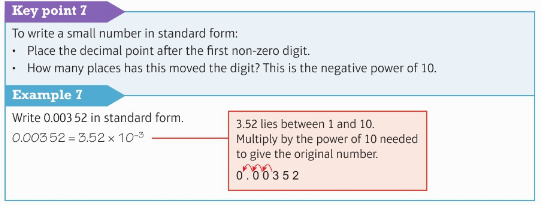 Key point 7
To write a small number in standard form:
• Place the decimal point after the first non-zero digit.
• How many places has this moved the digit? This is the negative power of 10.
Example 7
Write 0.003 52 in standard form.
0.003 52 = 3.52 × 10⁻³
3.52 lies between 1 and 10.
Multiply by the power of 10 needed
to give the original number.
0.00352